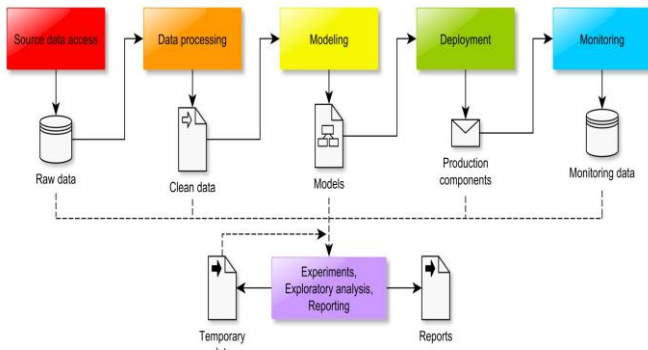 Source data access
Data processing
Modeling
Deployment
Monitoring
Raw data
Clean data
Models
Production
components
Monitoring data
Experiments,
Exploratory analysis,
Reporting
Temporary
Reports